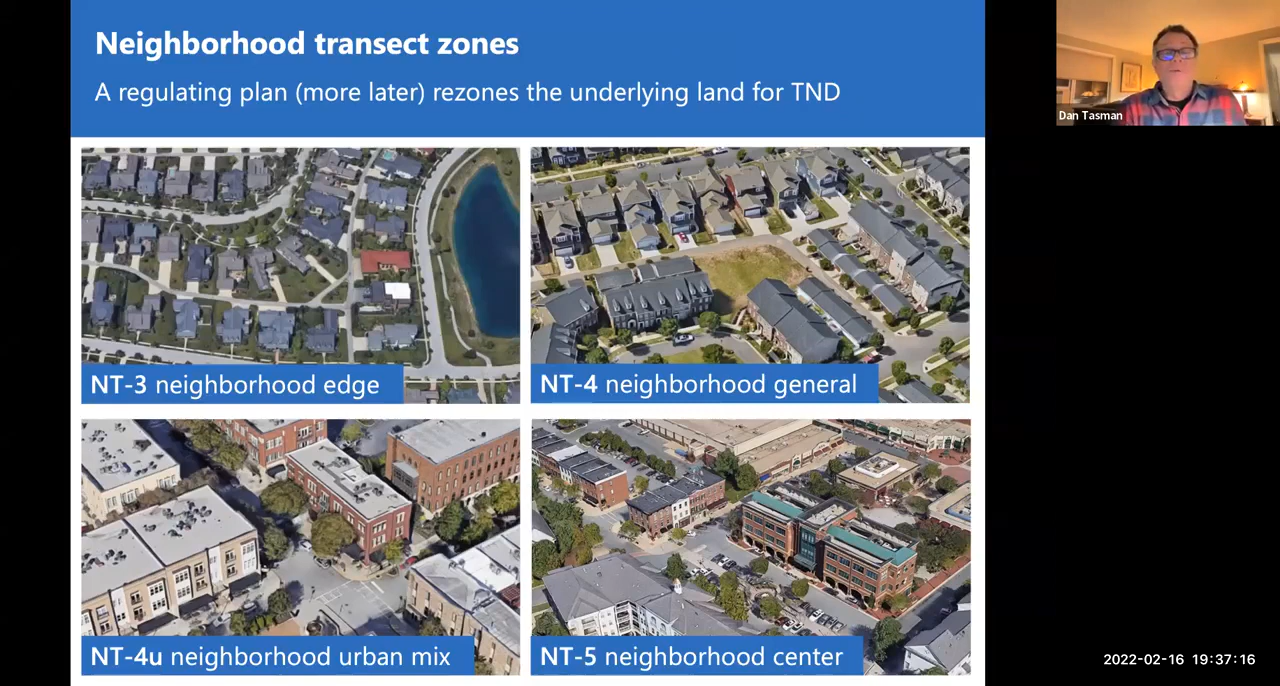 Neighborhood transect zones
A regulating plan (more later) rezones the underlying land for TND
Dan Tasman
NT-3 neighborhood edge
NT-4 neighborhood general
NT-4u neighborhood urban mix
NT-5 neighborhood center
2022-02-16 19:37:16